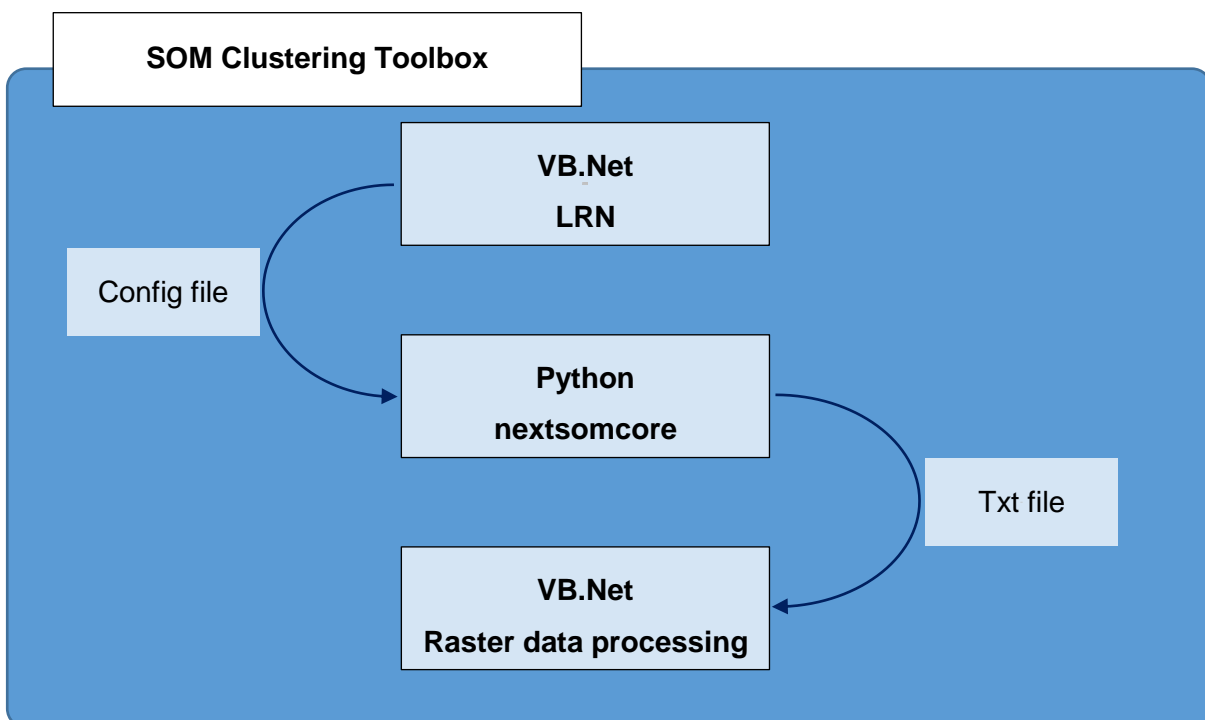 SOM Clustering Toolbox
VB.Net
LRN
Config file
Python
nextsomcore
Txt file
VB.Net
Raster data processing